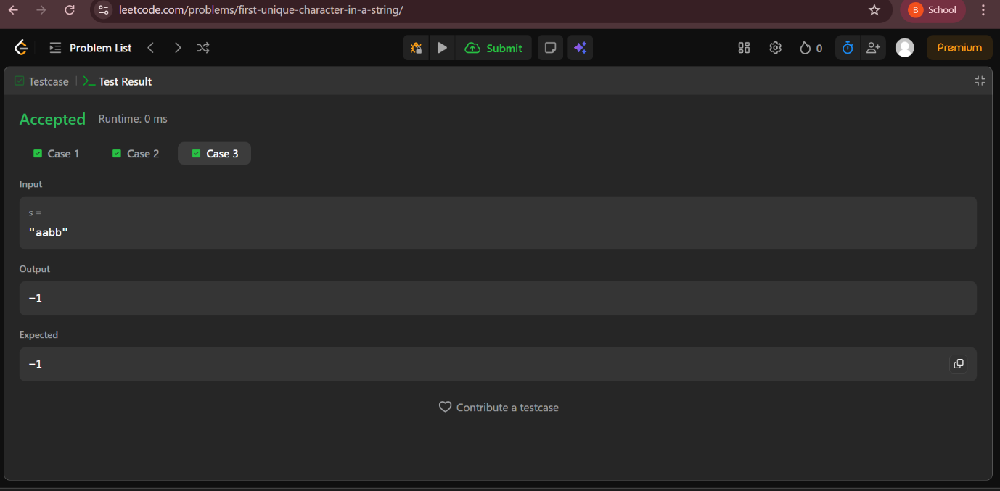 leetcode.com/problems/first-unique-character-in-a-string/ B School
Problem List Submit 0 Premium
Testcase Test Result
Accepted Runtime: 0 ms
Case 1 Case 2 Case 3
Input
s =
"aabb"
Output
-1
Expected
-1
Contribute a testcase